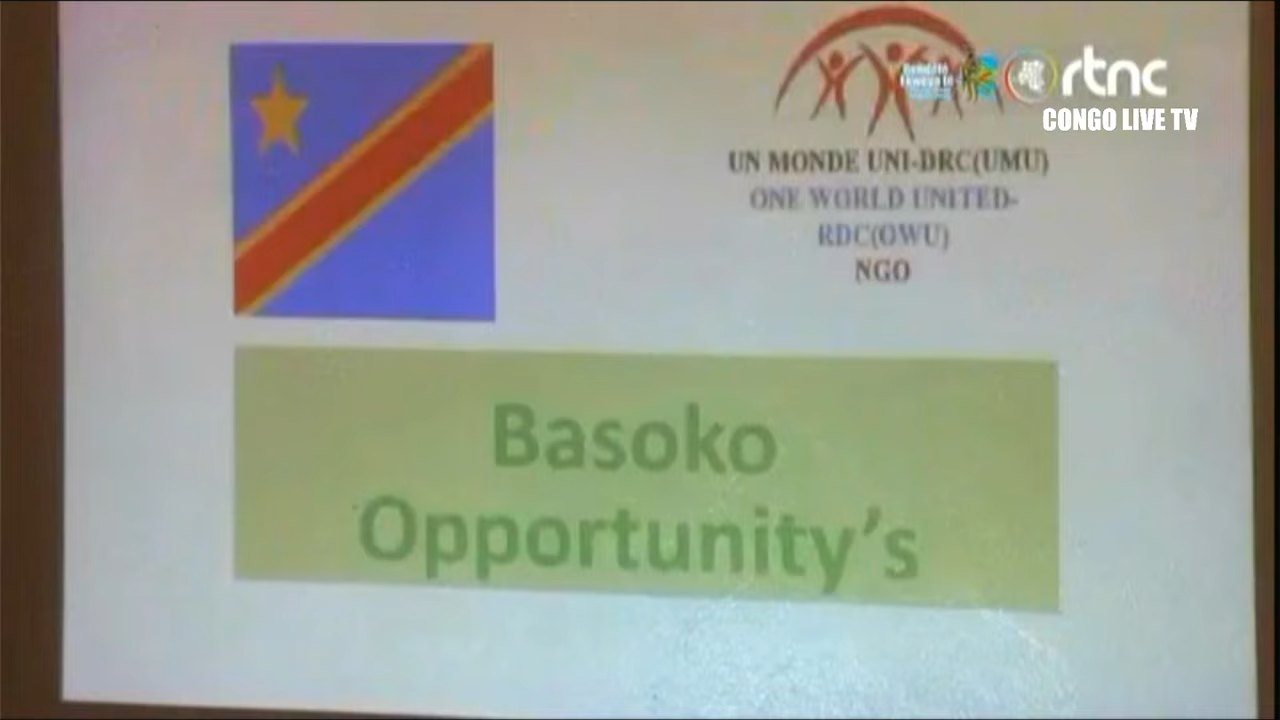 rtnc
CONGO LIVE TV
UN MONDE UNI-DRC(UMU)
ONE WORLD UNITED-
RDC(OWU)
NGO
Basoko
Opportunity's